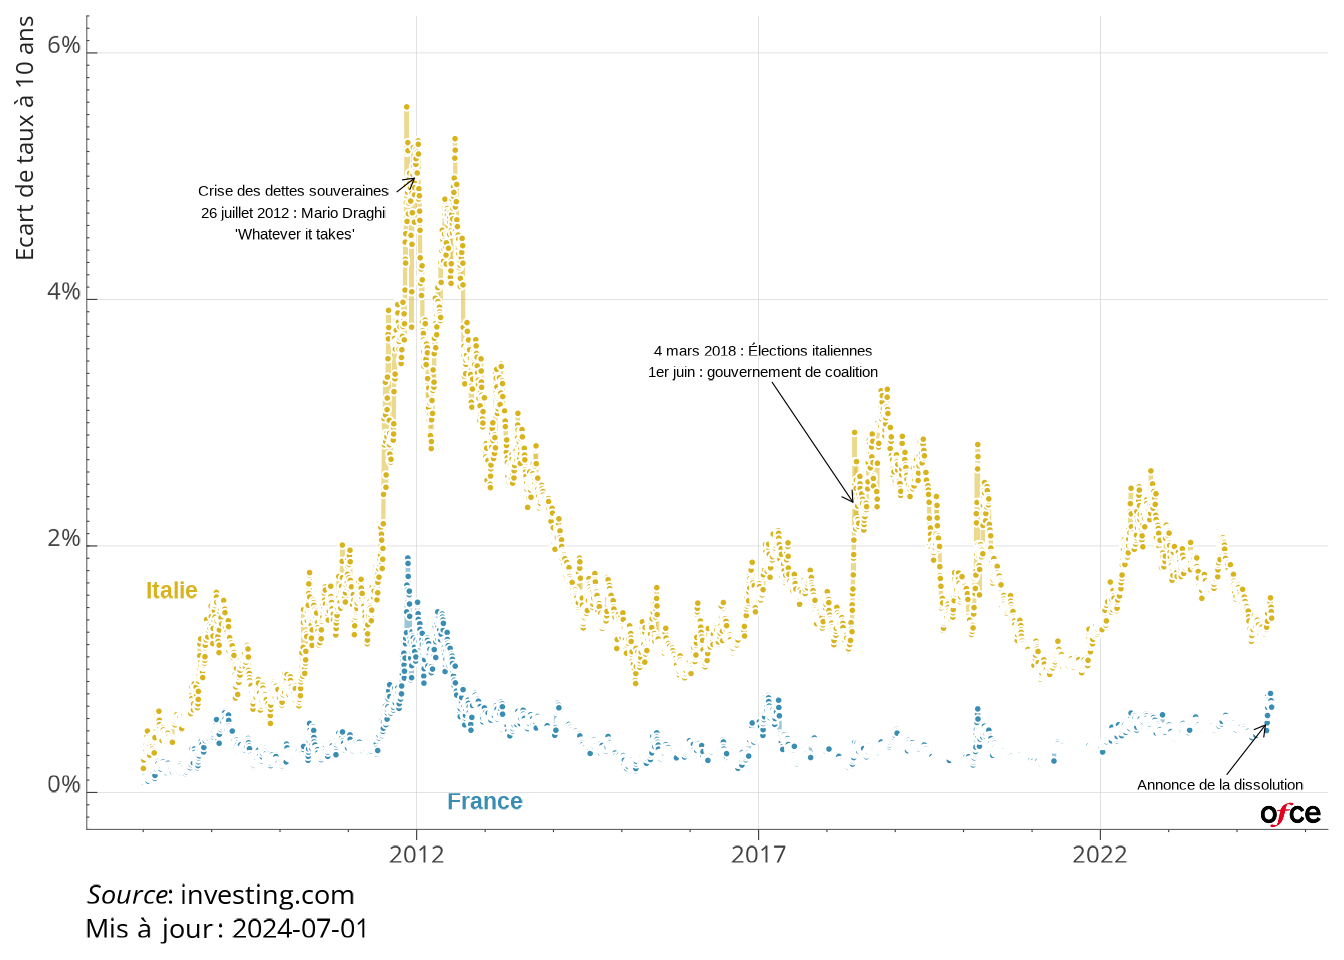 Ecart de taux à 10 ans
6%
4%
2%
0%
Crise des dettes souveraines
26 juillet 2012 : Mario Draghi
'Whatever it takes'
4 mars 2018 : Élections italiennes
1er juin : gouvernement de coalition
Italie
France
Annonce de la dissolution
ofce
2012
2017
2022
Source: investing.com
Mis à jour : 2024-07-01